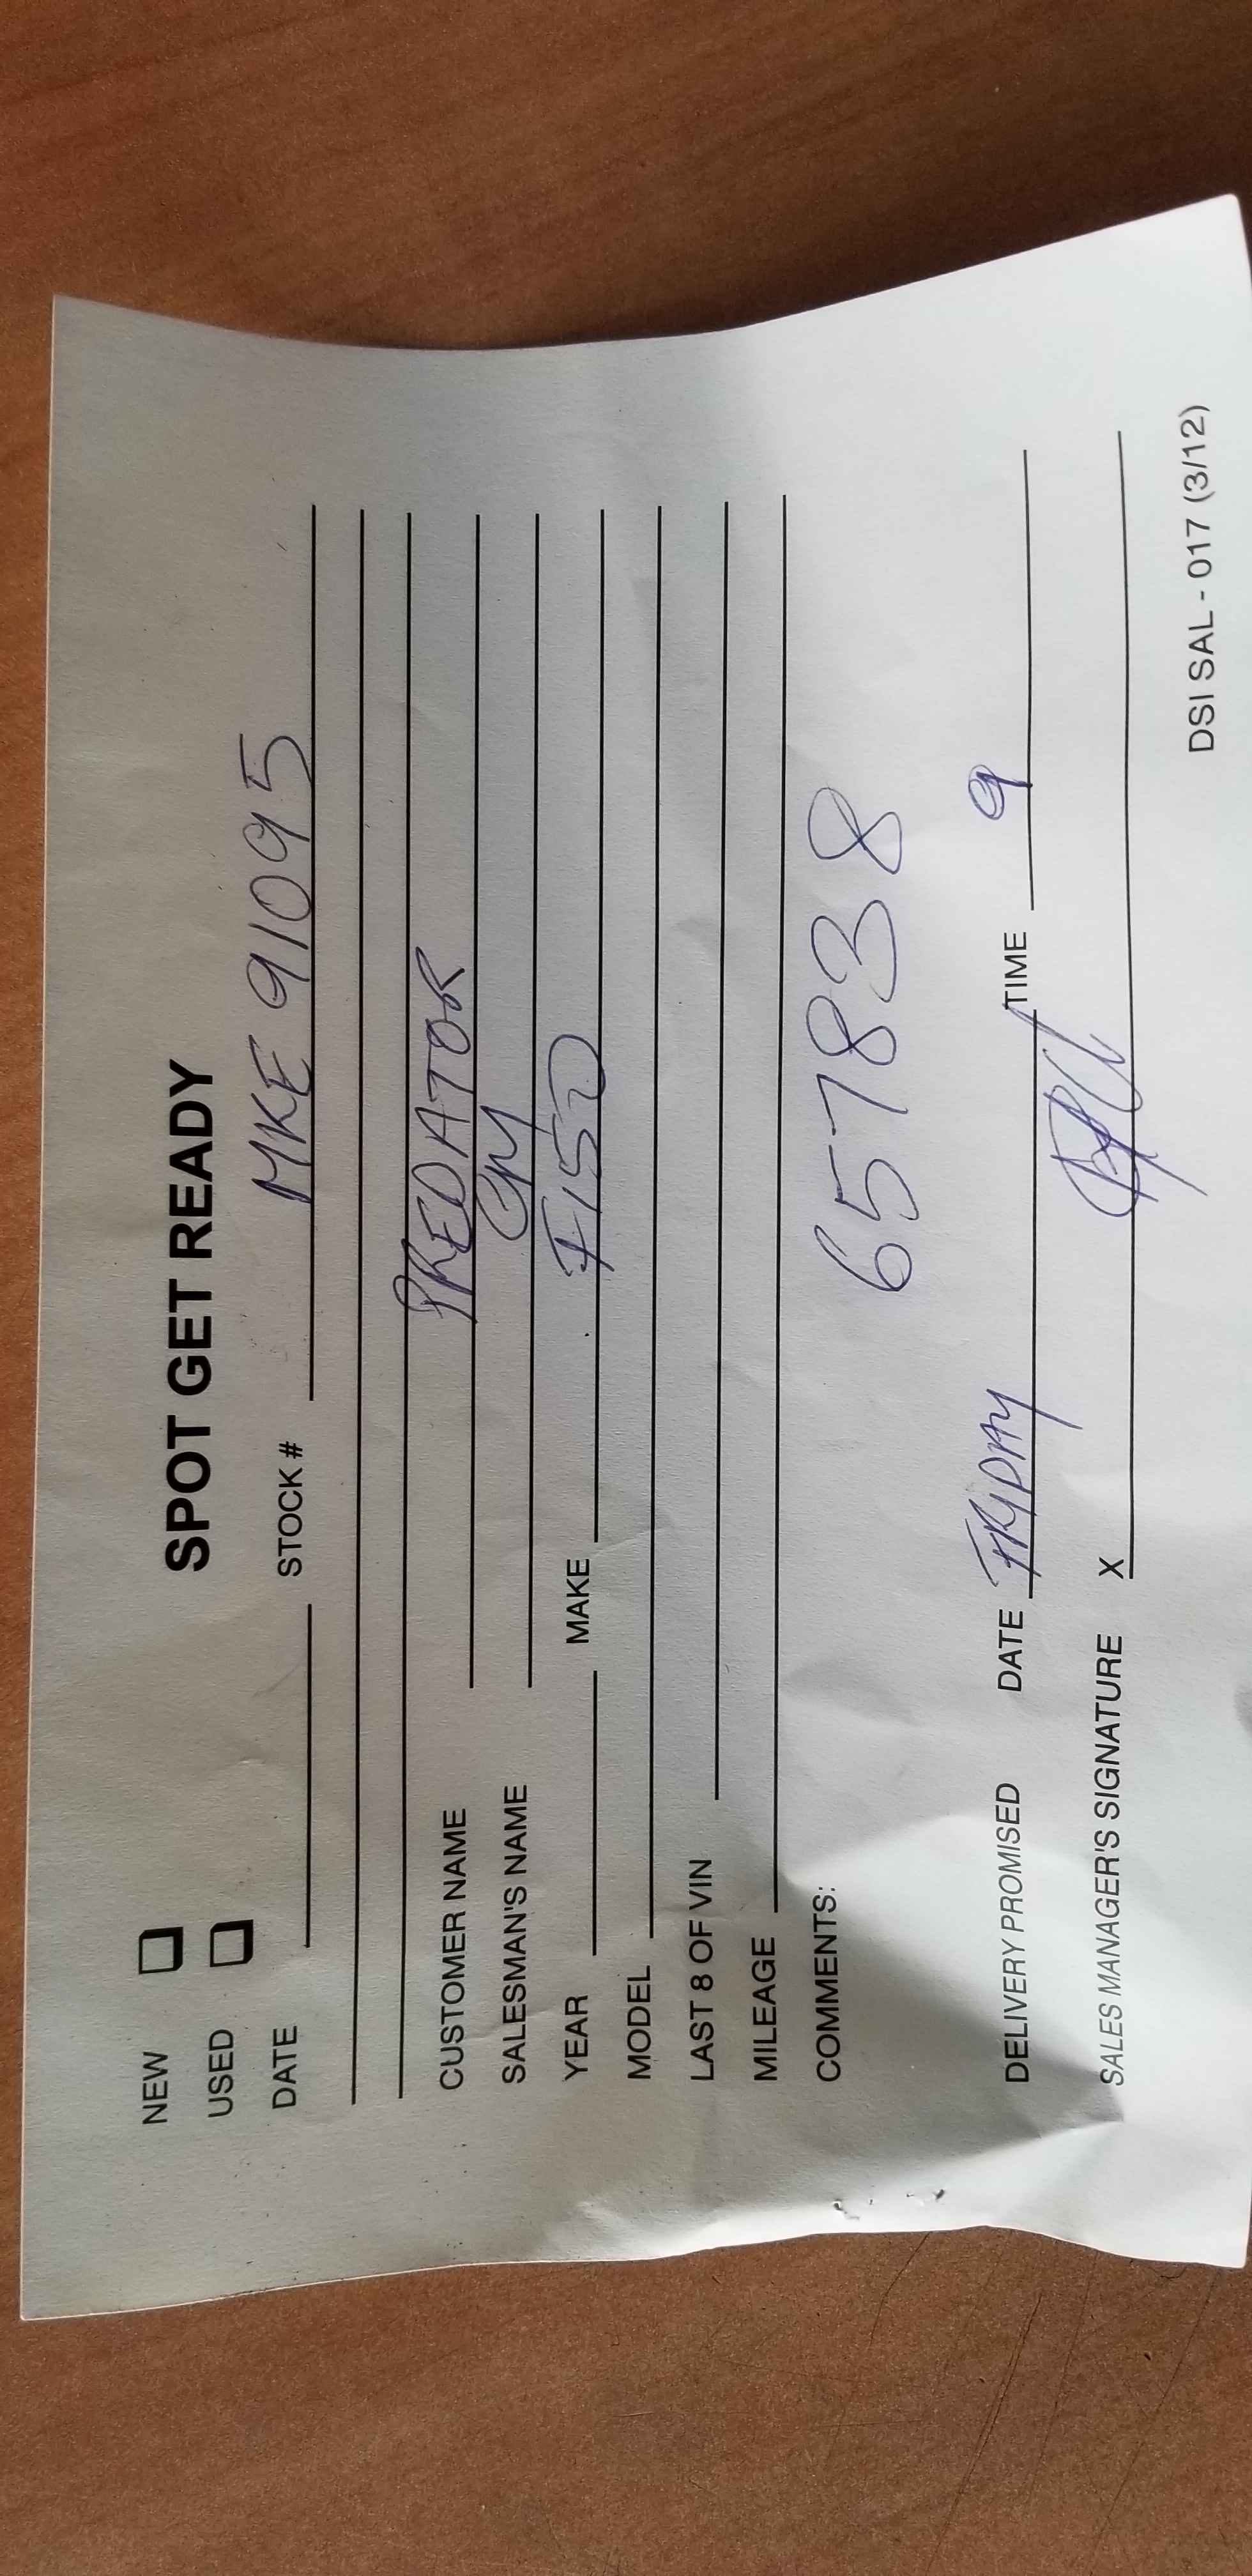 SPOT GET READY
NEW
USED
DATE STOCK # MKE 91095
CUSTOMER NAME PREDATOR
SALESMAN'S NAME GM
YEAR MAKE F150
MODEL
LAST 8 OF VIN
MILEAGE
COMMENTS:
657838
DELIVERY PROMISED DATE FRYDAY TIME 9
SALES MANAGER'S SIGNATURE X
DSI SAL - 017 (3/12)